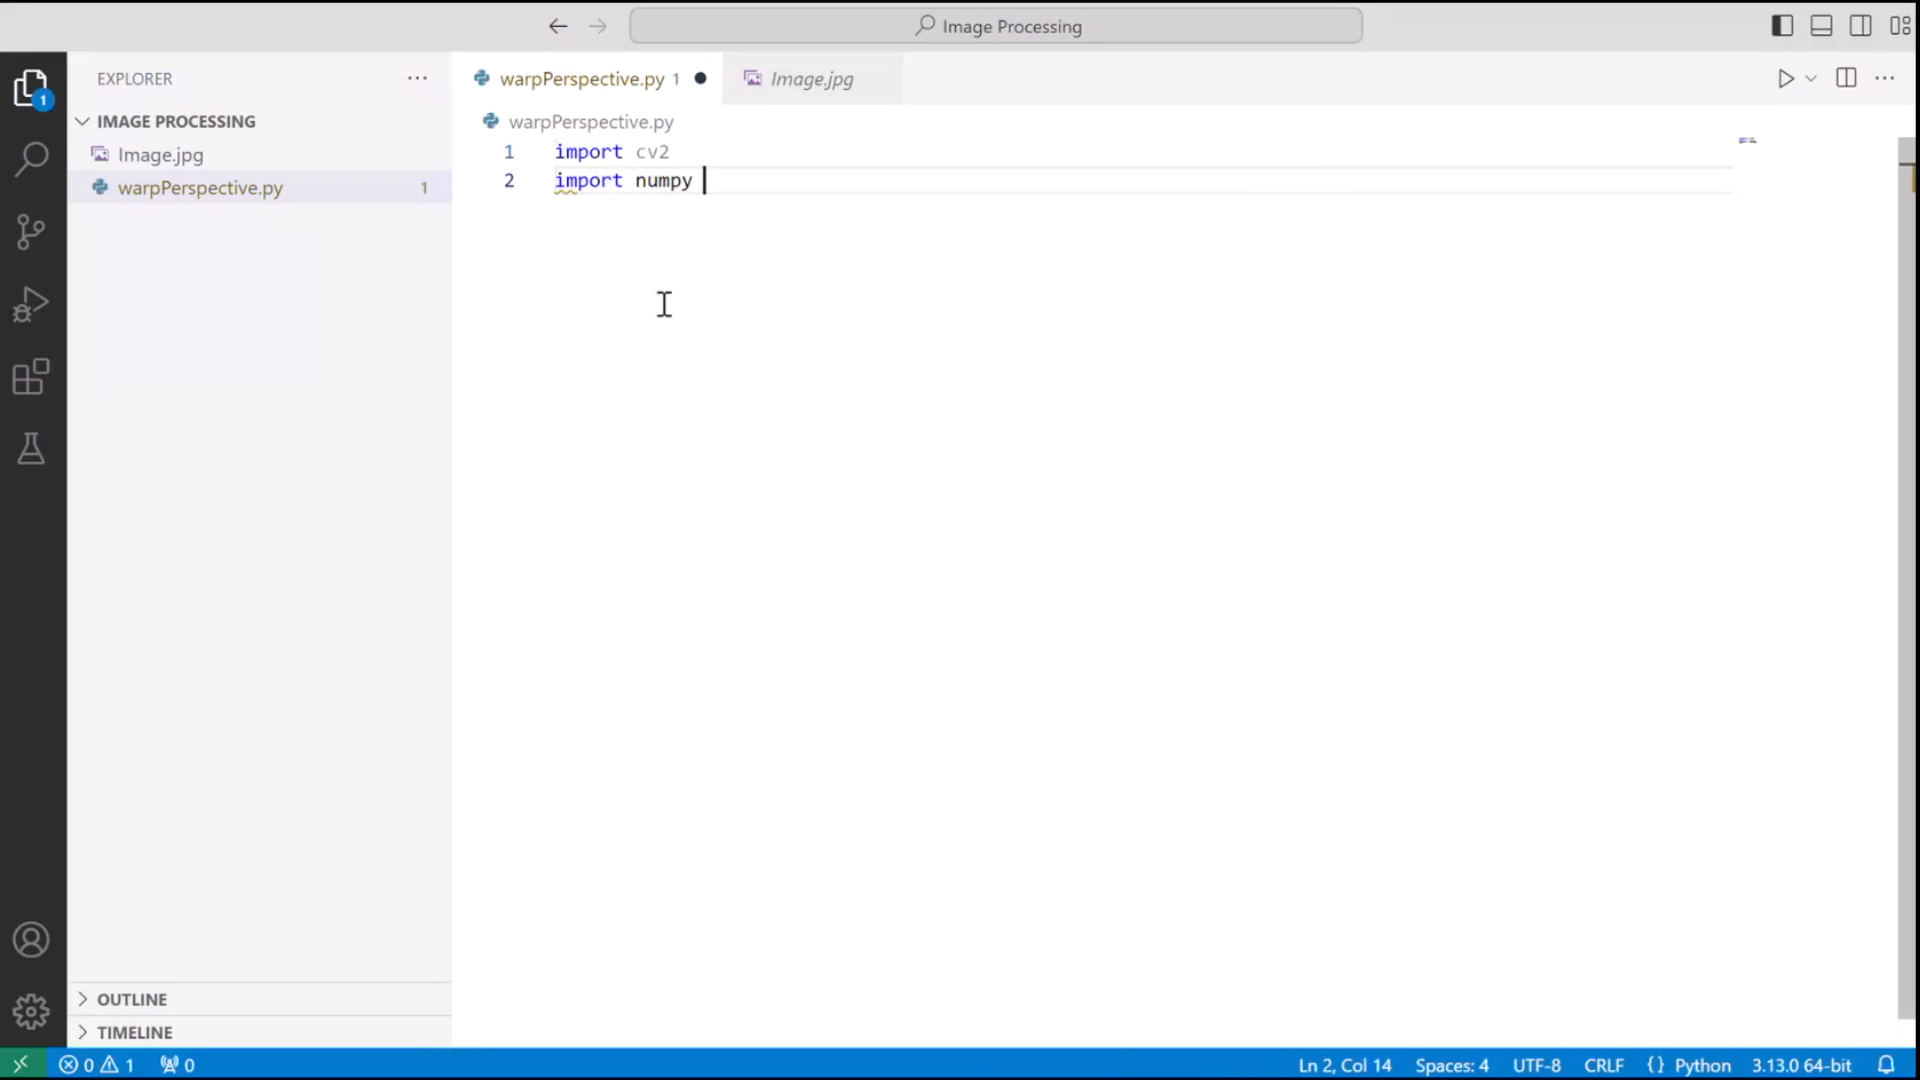 Image Processing
EXPLORER
IMAGE PROCESSING
Image.jpg
warpPerspective.py 1
OUTLINE
TIMELINE
1
warpPerspective.py 1
Image.jpg
warpPerspective.py
1 import cv2
2 import numpy
0 1 0
Ln 2, Col 14 Spaces: 4 UTF-8 CRLF {} Python 3.13.0 64-bit